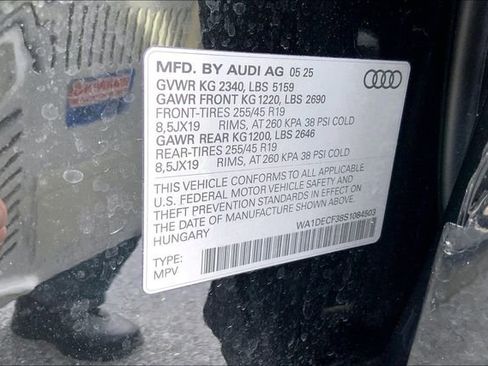 MFD. BY AUDI AG 05 25
GVWR KG 2340, LBS 5159
GAWR FRONT KG 1220, LBS 2690
FRONT-TIRES 255/45 R19
8,5JX19 RIMS, AT 260 KPA 38 PSI COLD
GAWR REAR KG1200, LBS 2646
REAR-TIRES 255/45 R19
8,5JX19 RIMS, AT 260 KPA 38 PSI COLD
THIS VEHICLE CONFORMS TO ALL APPLICABLE
U.S. FEDERAL MOTOR VEHICLE SAFETY AND
THEFT PREVENTION STANDARDS IN EFFECT ON
THE DATE OF MANUFACTURE SHOWN ABOVE.
HUNGARY
WA1DECF38S1084503
TYPE:
MPV